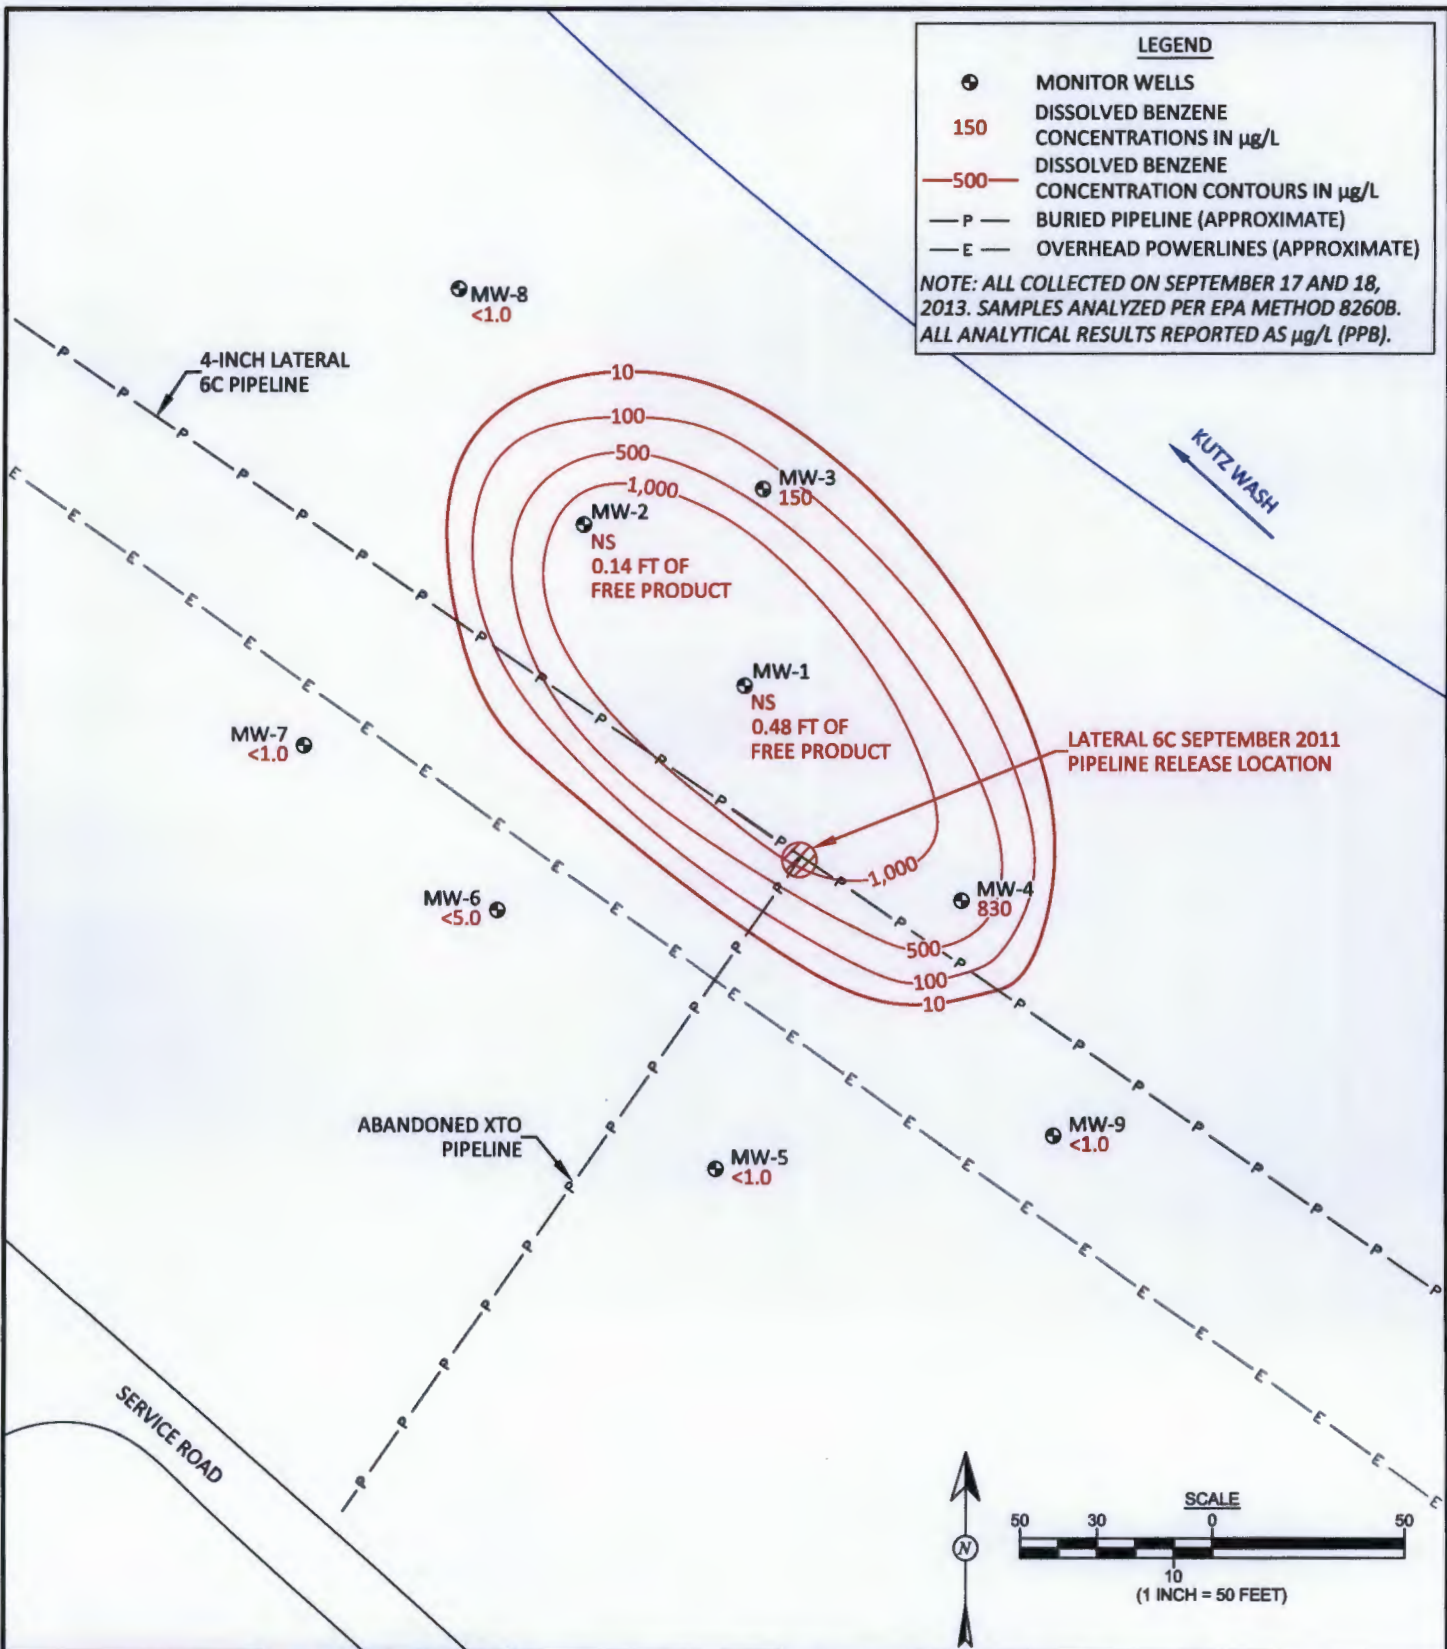 LEGEND
MONITOR WELLS
150
DISSOLVED BENZENE
CONCENTRATIONS IN µg/L
500
DISSOLVED BENZENE
CONCENTRATION CONTOURS IN µg/L
P
BURIED PIPELINE (APPROXIMATE)
E
OVERHEAD POWERLINES (APPROXIMATE)
NOTE: ALL COLLECTED ON SEPTEMBER 17 AND 18,
2013. SAMPLES ANALYZED PER EPA METHOD 8260B.
ALL ANALYTICAL RESULTS REPORTED AS µg/L (PPB).
MW-8
<1.0
4-INCH LATERAL
6C PIPELINE
10
100
500
1,000
KUTZ WASH
MW-3
150
MW-2
NS
0.14 FT OF
FREE PRODUCT
MW-1
NS
0.48 FT OF
FREE PRODUCT
MW-7
<1.0
LATERAL 6C SEPTEMBER 2011
PIPELINE RELEASE LOCATION
1,000
MW-4
830
MW-6
<5.0
500
100
10
ABANDONED XTO
PIPELINE
MW-9
<1.0
MW-5
<1.0
SERVICE ROAD
N
SCALE
50 30 0 50
10
(1 INCH = 50 FEET)